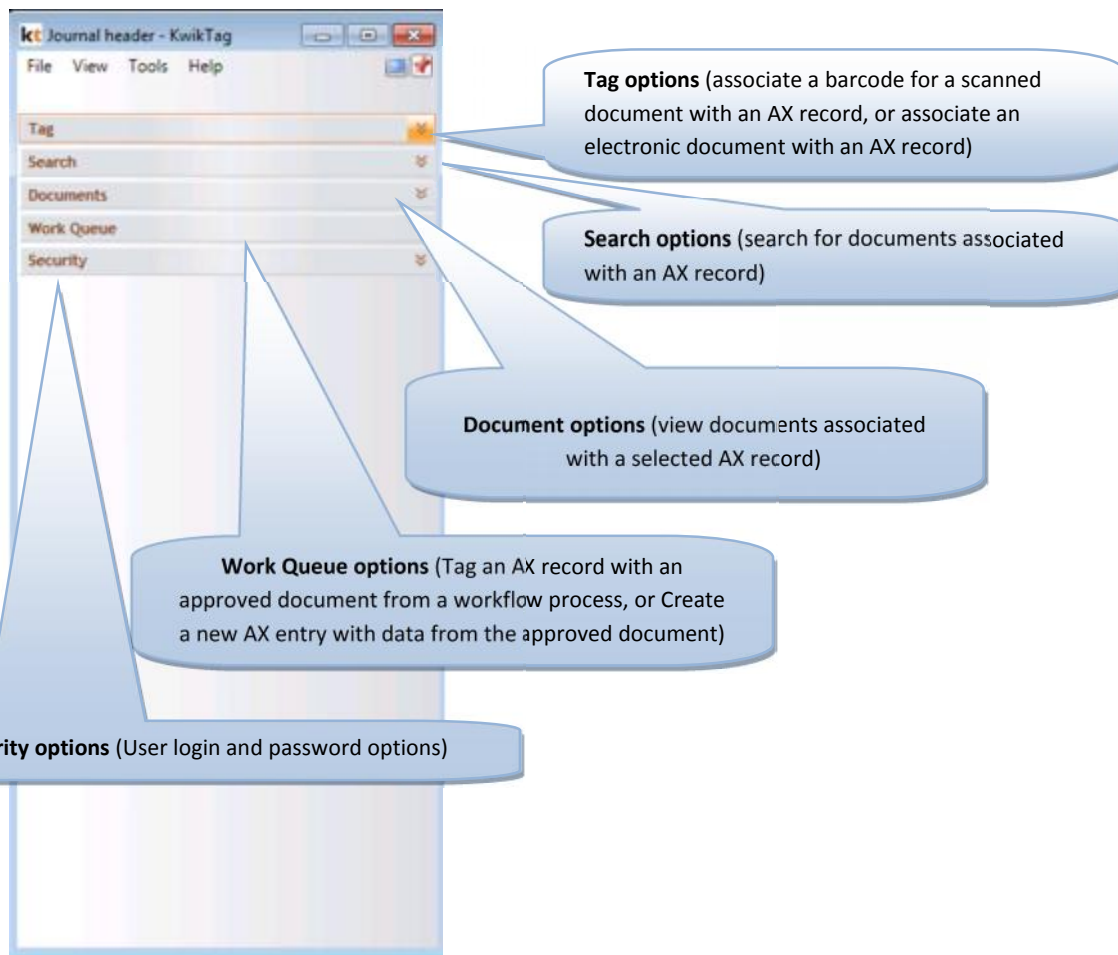 kt Journal header - KwikTag
File View Tools Help
Tag
Search
Documents
Work Queue
Security
Tag options (associate a barcode for a scanned
document with an AX record, or associate an
electronic document with an AX record)
Search options (search for documents associated
with an AX record)
Document options (view documents associated
with a selected AX record)
Work Queue options (Tag an AX record with an
approved document from a workflow process, or Create
a new AX entry with data from the approved document)
rity options (User login and password options)